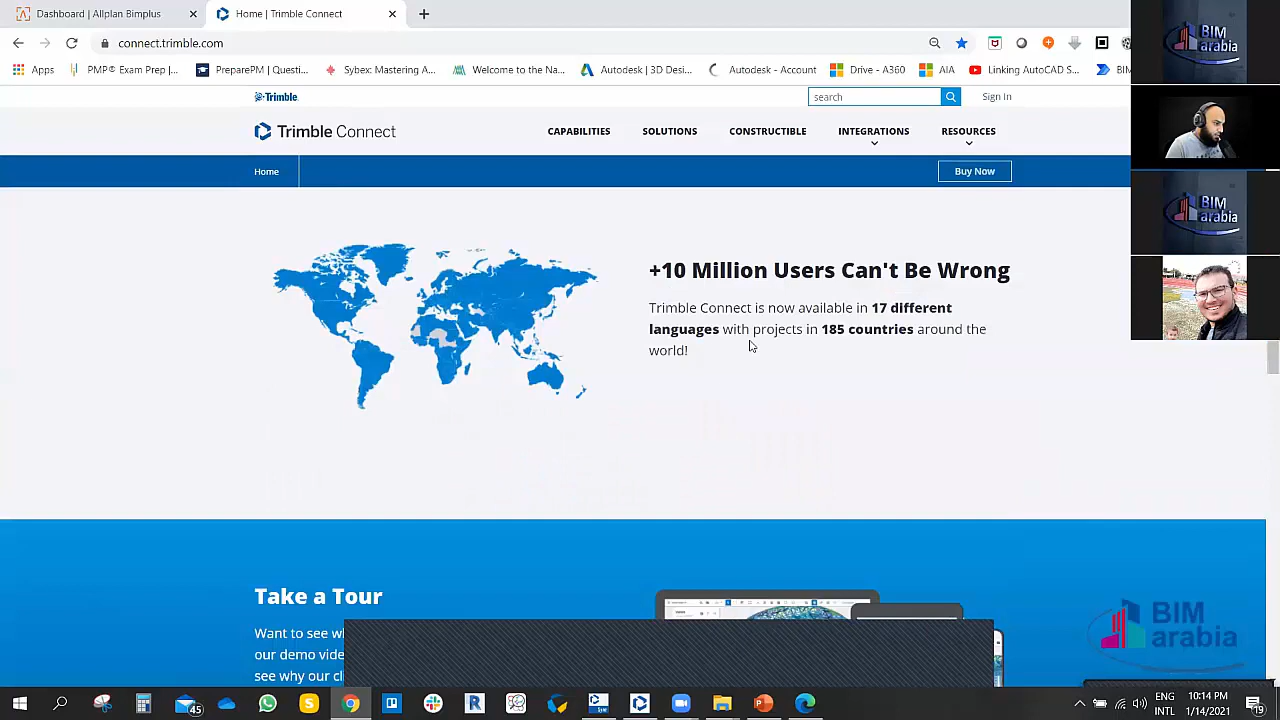 Dashboard | Allplan Bimplus
Home | Trimble Connect
connect.trimble.com
Apps
PMP® Exam Prep |...
PreparePM | Questi...
Sybex: Mastering ...
Welcome to the Na...
Autodesk | 3D Desi...
Autodesk - Account
Drive - A360
AIA
Linking AutoCAD S...
BIM
Trimble
search
Sign In
Trimble Connect
CAPABILITIES
SOLUTIONS
CONSTRUCTIBLE
INTEGRATIONS
RESOURCES
Home
Buy Now
+10 Million Users Can't Be Wrong
Trimble Connect is now available in 17 different
languages with projects in 185 countries around the
world!
Take a Tour
Want to see wi
our demo vide
see why our cl
BIM
arabia
BIM
arabia
BIM
arabia
45
ENG
INTL
10:14 PM
1/14/2021
19